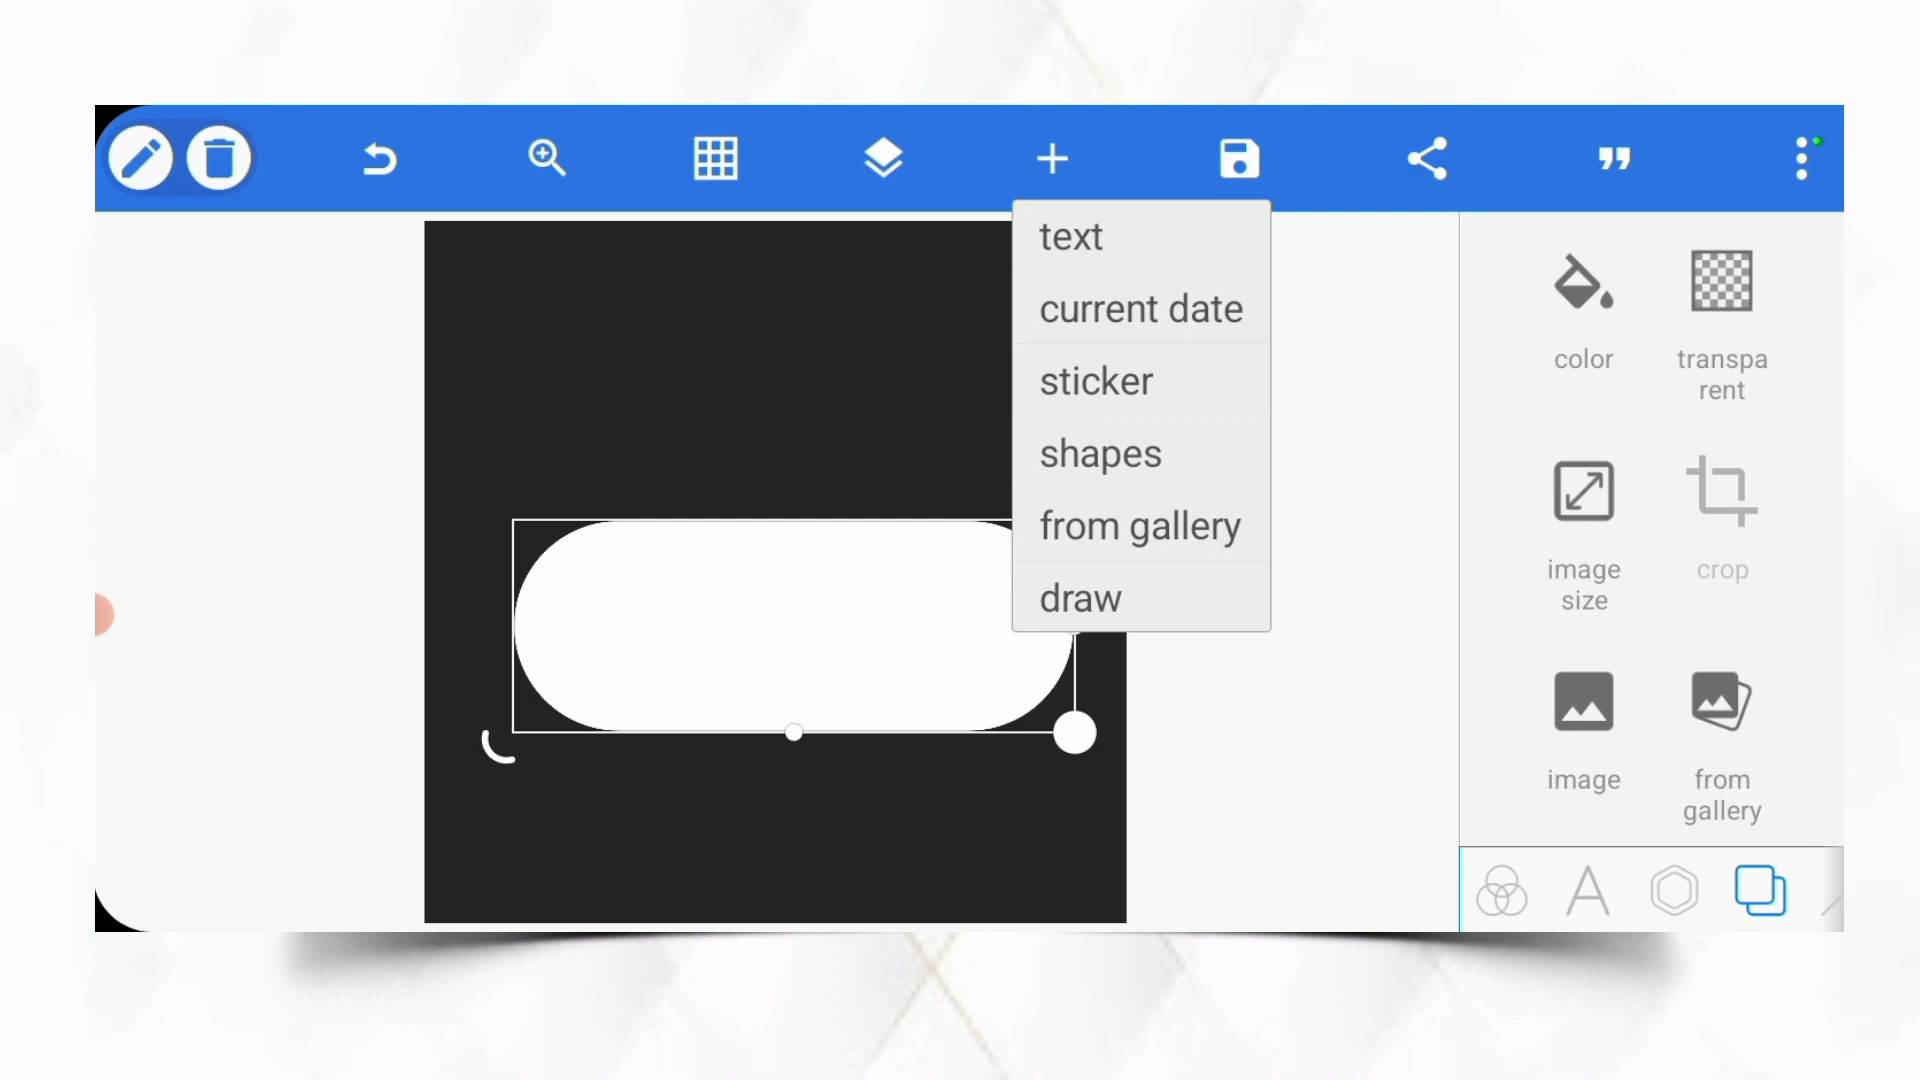 text
current date
sticker
shapes
from gallery
draw
color
transpa
rent
image
size
crop
image
from
gallery